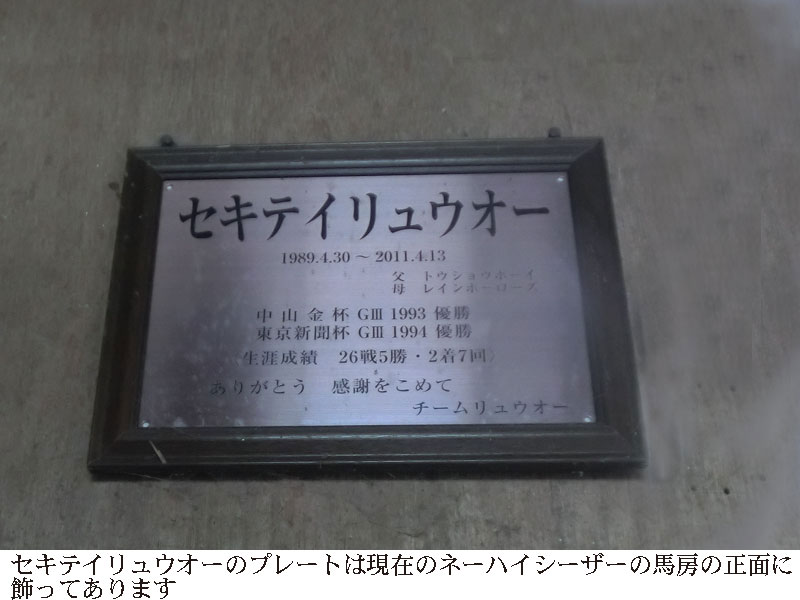 セキテイリュウオー
1989.4.30 ～ 2011.4.13
父 トウショウボーイ
母 レインボーローズ
中山金杯 GⅢ 1993 優勝
東京新聞杯 GⅢ 1994 優勝
生涯成績 26戦5勝・2着7回
ありがとう 感謝をこめて
チームリュウオー
セキテイリュウオーのプレートは現在のネーハイシーザーの馬房の正面に
飾ってあります